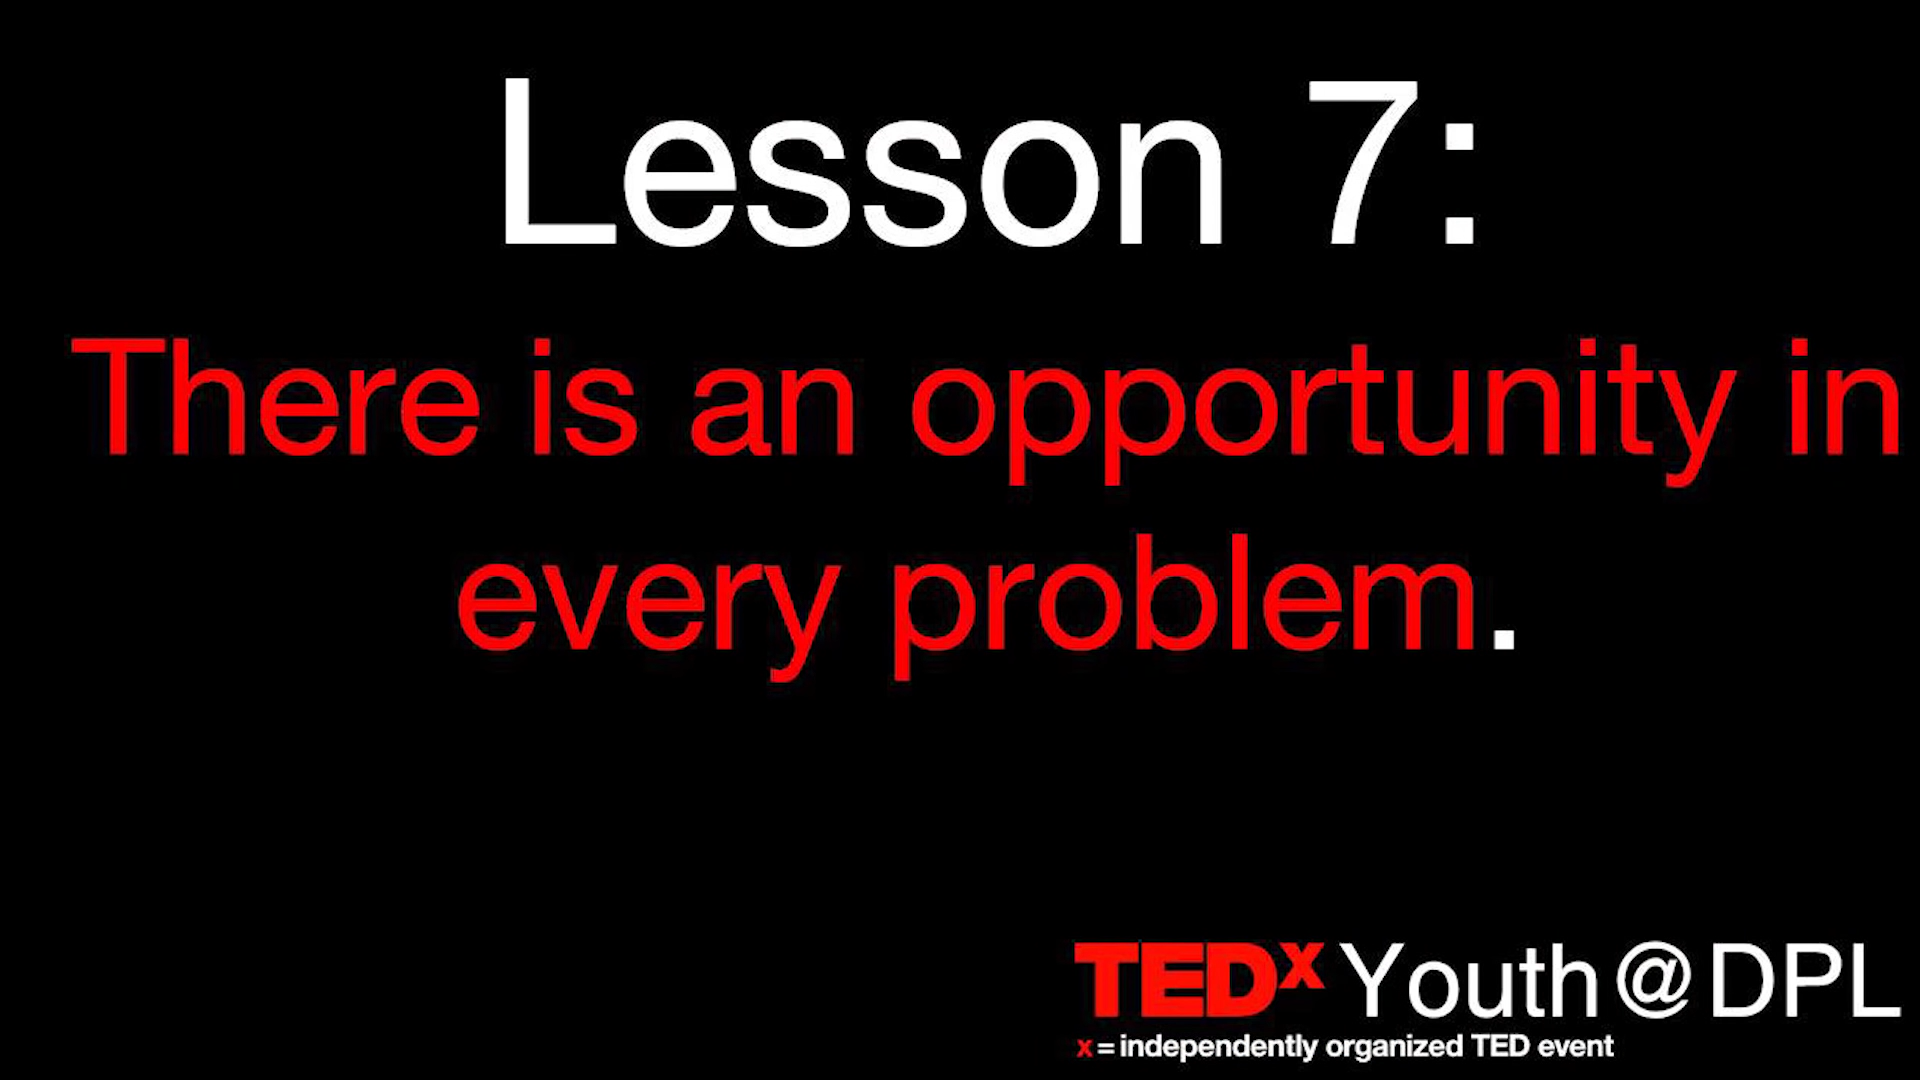 Lesson 7:
There is an opportunity in
every problem.
TEDx Youth@DPL
x = independently organized TED event